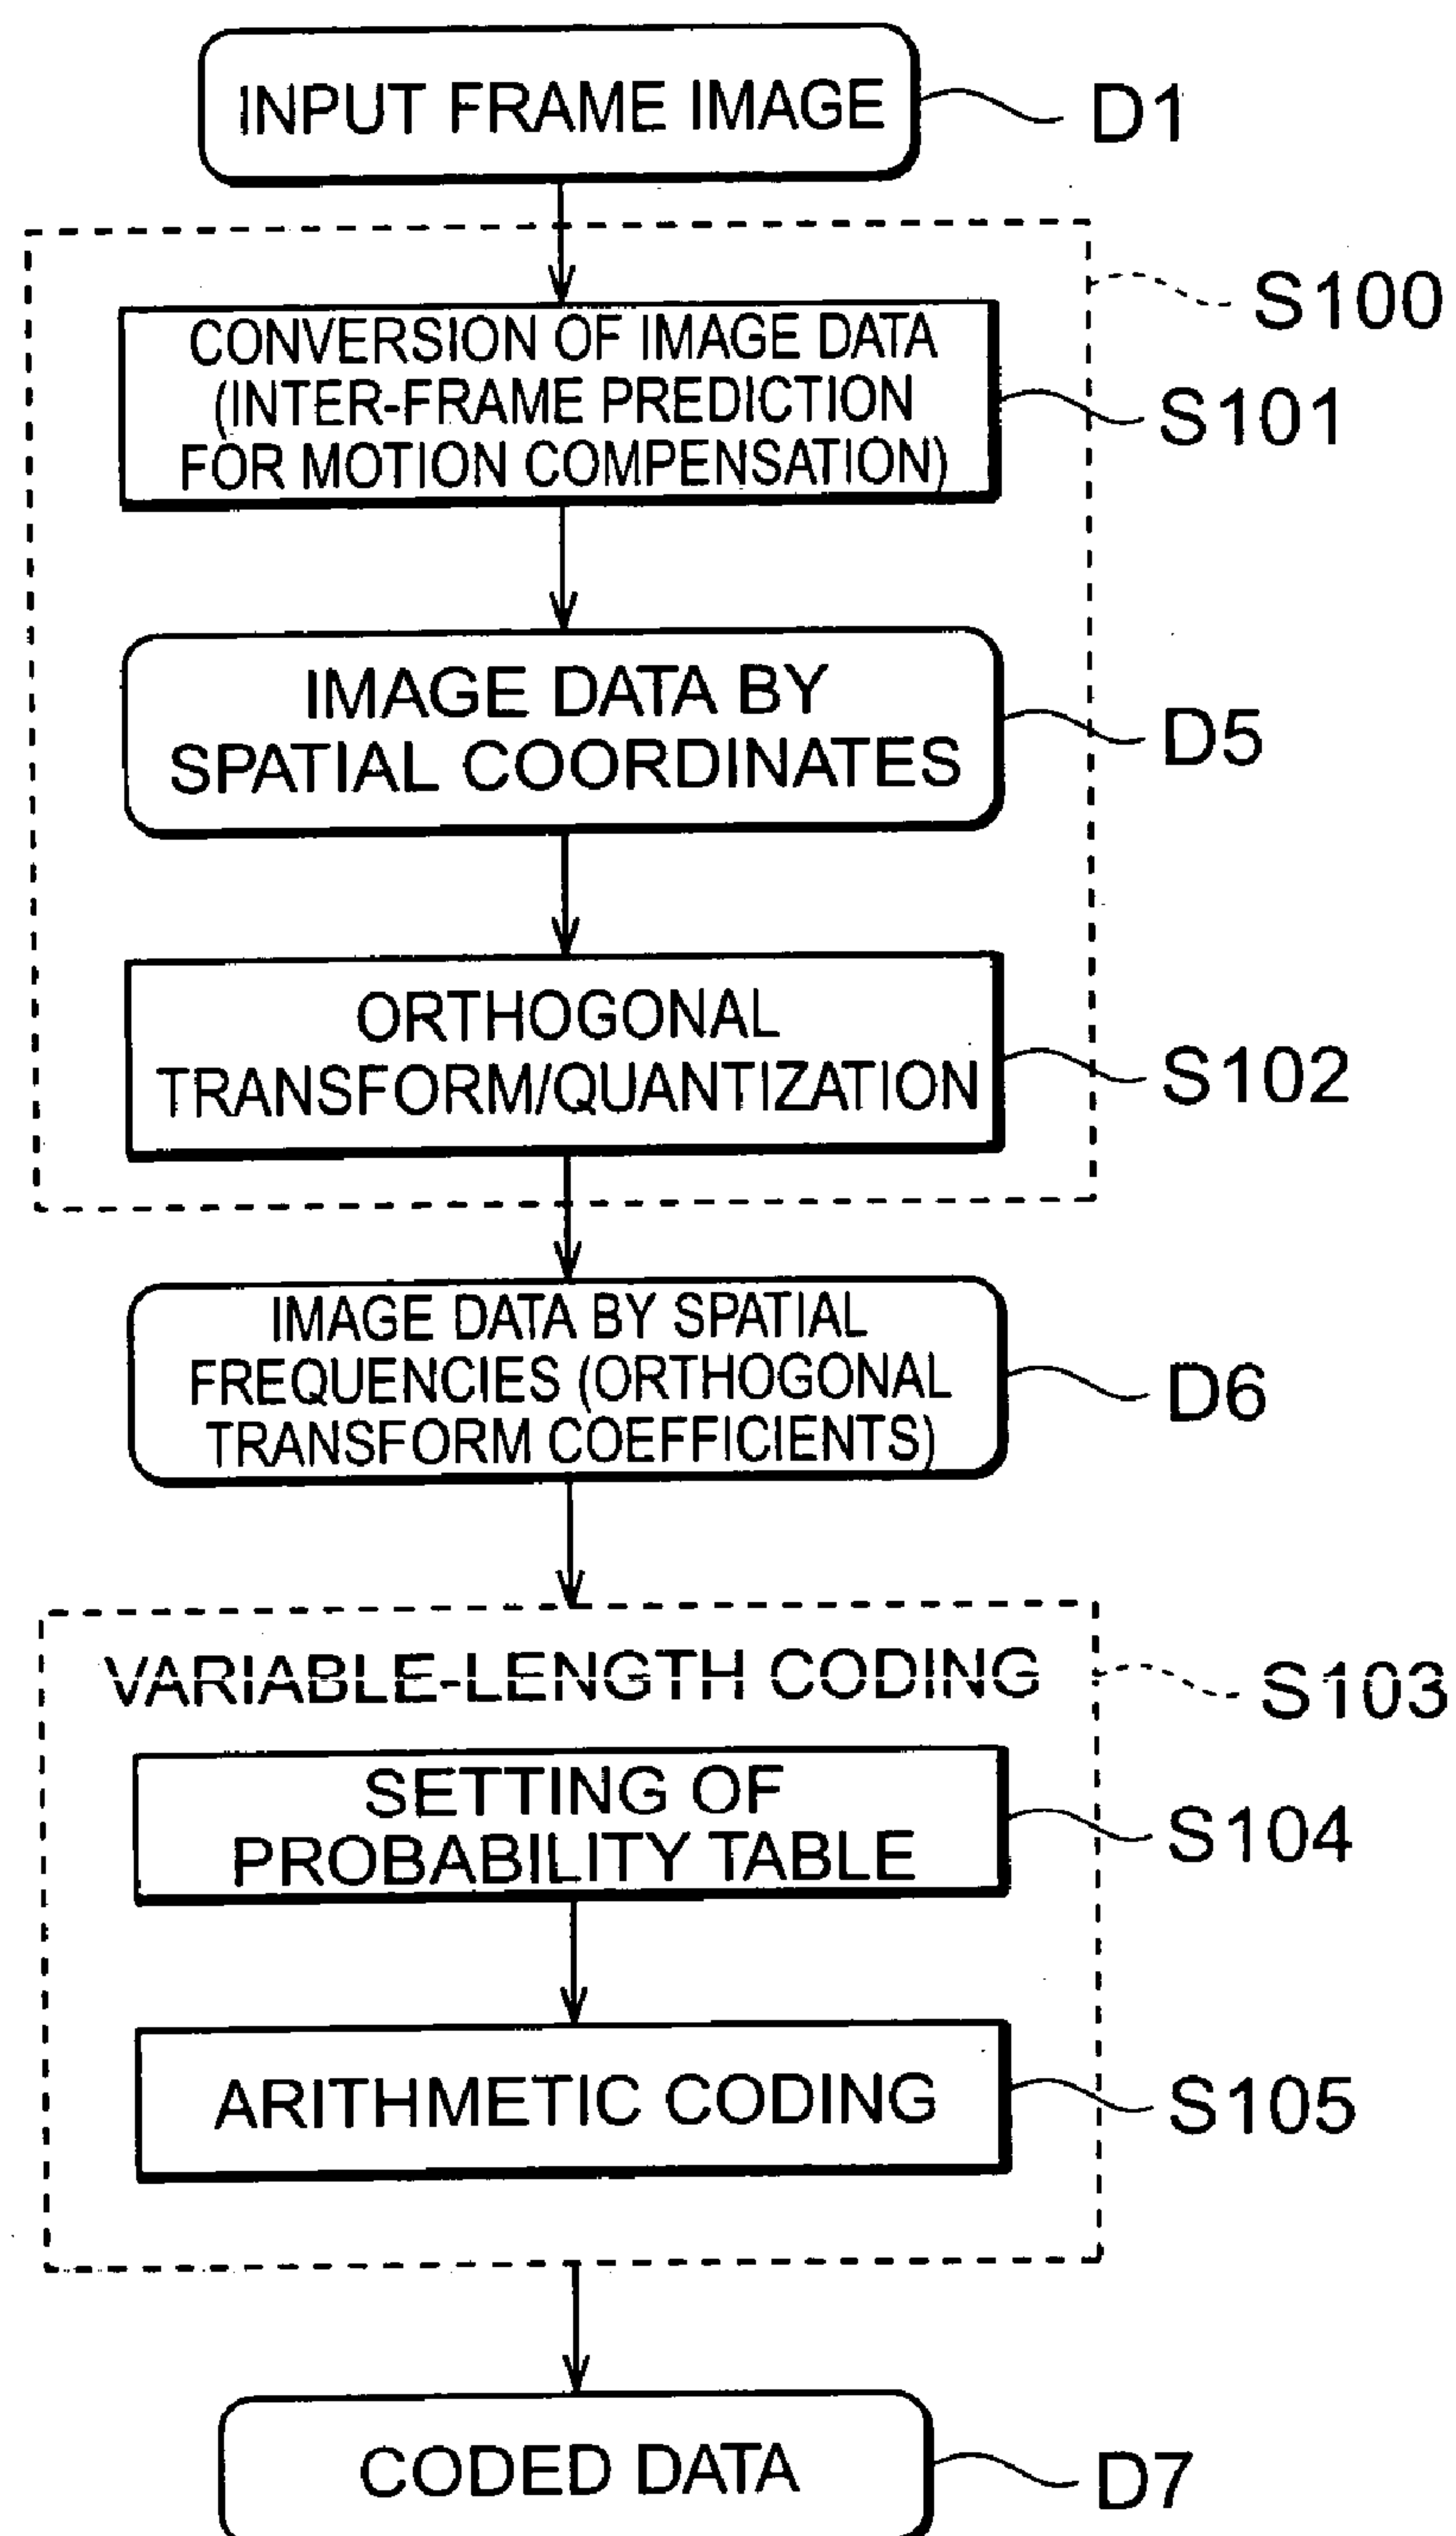 INPUT FRAME IMAGE
D1
S100
CONVERSION OF IMAGE DATA
(INTER-FRAME PREDICTION
FOR MOTION COMPENSATION)
S101
IMAGE DATA BY
SPATIAL COORDINATES
D5
ORTHOGONAL
TRANSFORM/QUANTIZATION
S102
IMAGE DATA BY SPATIAL
FREQUENCIES (ORTHOGONAL
TRANSFORM COEFFICIENTS)
D6
VARIABLE-LENGTH CODING
S103
SETTING OF
PROBABILITY TABLE
S104
ARITHMETIC CODING
S105
CODED DATA
D7